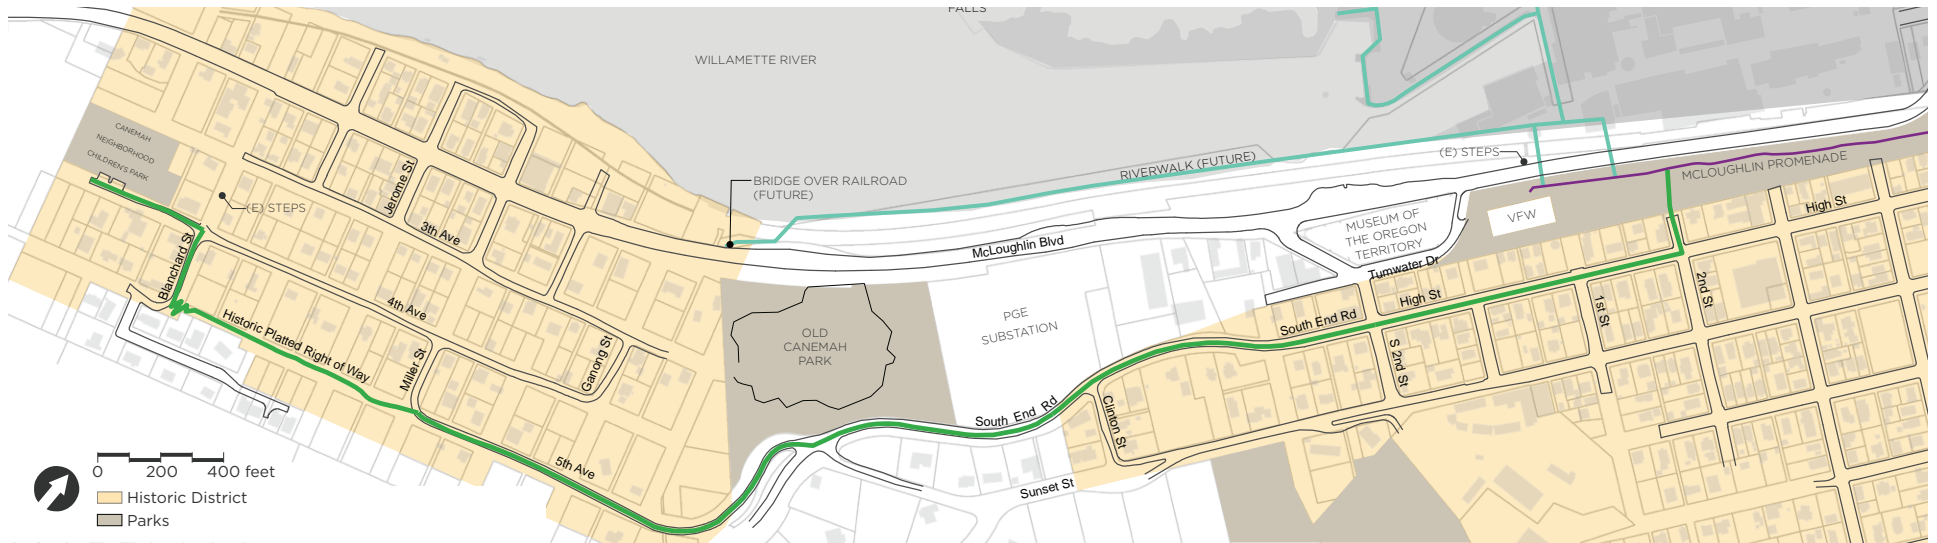 FALLS
WILLAMETTE RIVER
CANEMAH
NEIGHBORHOOD
CHILDREN'S PARK
(E) STEPS
Jerome St
3rd Ave
BRIDGE OVER RAILROAD
(FUTURE)
RIVERWALK (FUTURE)
(E) STEPS
MCLOUGHLIN PROMENADE
VFW
High St
MUSEUM OF
THE OREGON
TERRITORY
McLoughlin Blvd
Tumwater Dr
Blanchard St
4th Ave
Historic Platted Right of Way
Miller St
Ganong St
OLD
CANEMAH
PARK
PGE
SUBSTATION
South End Rd
High St
1st St
2nd St
S 2nd St
South End Rd
Clinton St
5th Ave
Sunset St
0 200 400 feet
Historic District
Parks